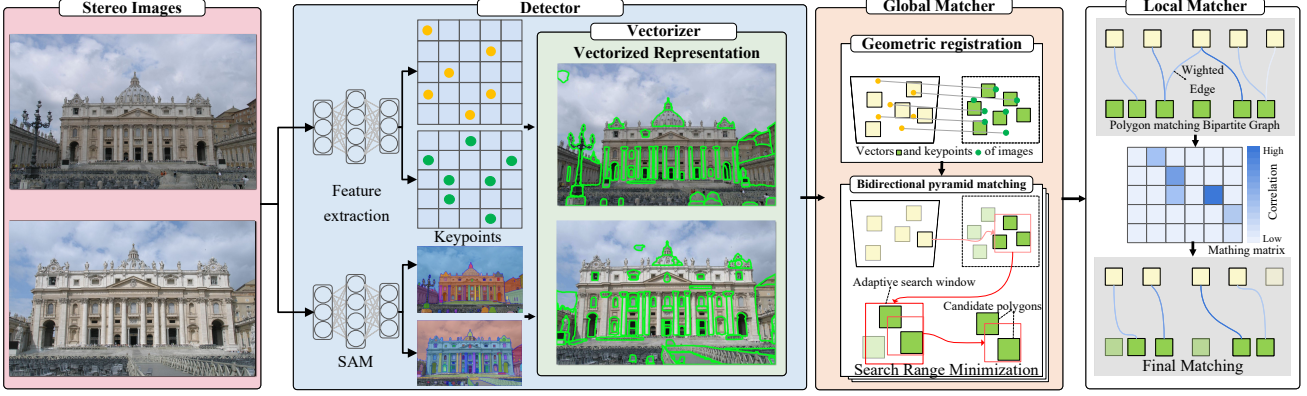 Stereo Images
Detector
Feature
extraction
Keypoints
SAM
Vectorizer
Vectorized Representation
Global Matcher
Geometric registration
Vectors and keypoints of images
Bidirectional pyramid matching
Adaptive search window
Candidate polygons
Search Range Minimization
Local Matcher
Wighted
Edge
Polygon matching Bipartite Graph
High
Correlation
Low
Mathing matrix
Final Matching